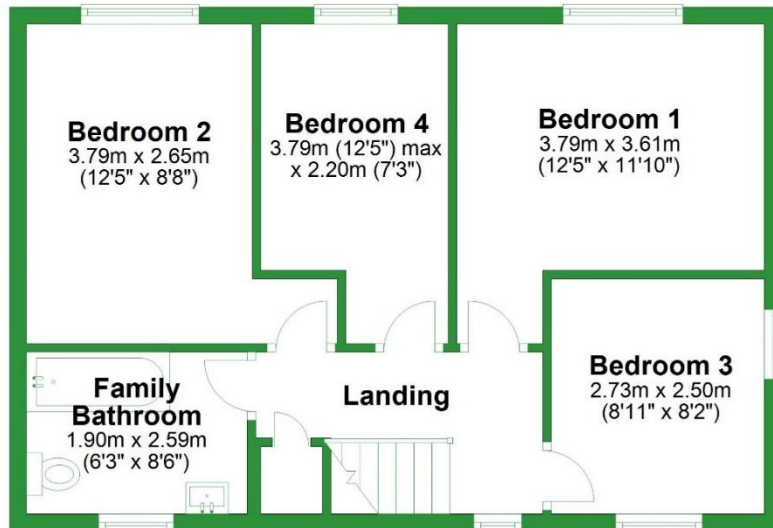 Bedroom 2
3.79m x 2.65m
(12'5" x 8'8")
Bedroom 4
3.79m (12'5") max
x 2.20m (7'3")
Bedroom 1
3.79m x 3.61m
(12'5" x 11'10")
Family
Bathroom
1.90m x 2.59m
(6'3" x 8'6")
Landing
Bedroom 3
2.73m x 2.50m
(8'11" x 8'2")